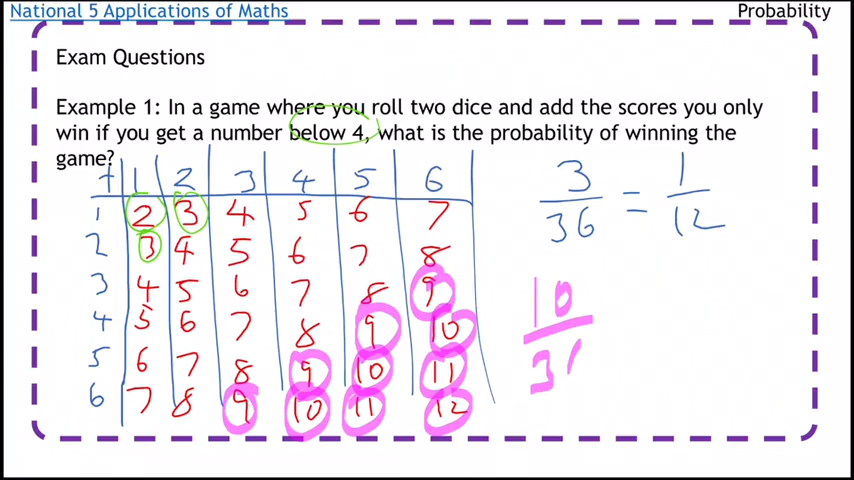 National 5 Applications of Maths Probability
Exam Questions
Example 1: In a game where you roll two dice and add the scores you only
win if you get a number below 4, what is the probability of winning the
game?
+ 1 2 3 4 5 6
1 2 3 4 5 6 7
2 3 4 5 6 7 8
3 4 5 6 7 8 9
4 5 6 7 8 9 10
5 6 7 8 9 10 11
6 7 8 9 10 11 12
3/36 = 1/12
10